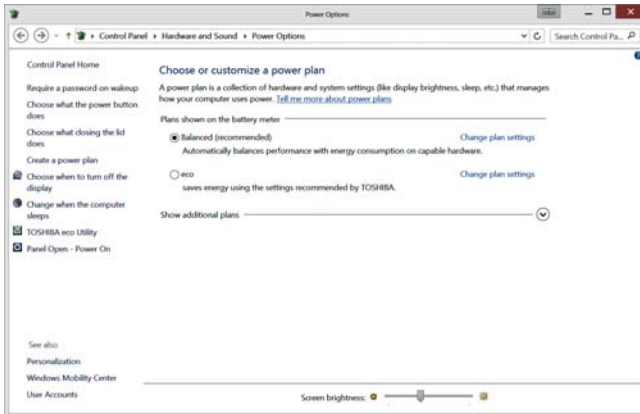 Power Options
Control Panel ▸ Hardware and Sound ▸ Power Options
Search Control Pa...
Control Panel Home
Require a password on wakeup
Choose what the power button
does
Choose what closing the lid
does
Create a power plan
Choose when to turn off the
display
Change when the computer
sleeps
TOSHIBA eco Utility
Panel Open - Power On
See also
Personalization
Windows Mobility Center
User Accounts
Choose or customize a power plan
A power plan is a collection of hardware and system settings (like display brightness, sleep, etc.) that manages
how your computer uses power. Tell me more about power plans
Plans shown on the battery meter
Balanced (recommended)
Change plan settings
Automatically balances performance with energy consumption on capable hardware.
eco
Change plan settings
saves energy using the settings recommended by TOSHIBA.
Show additional plans
Screen brightness: